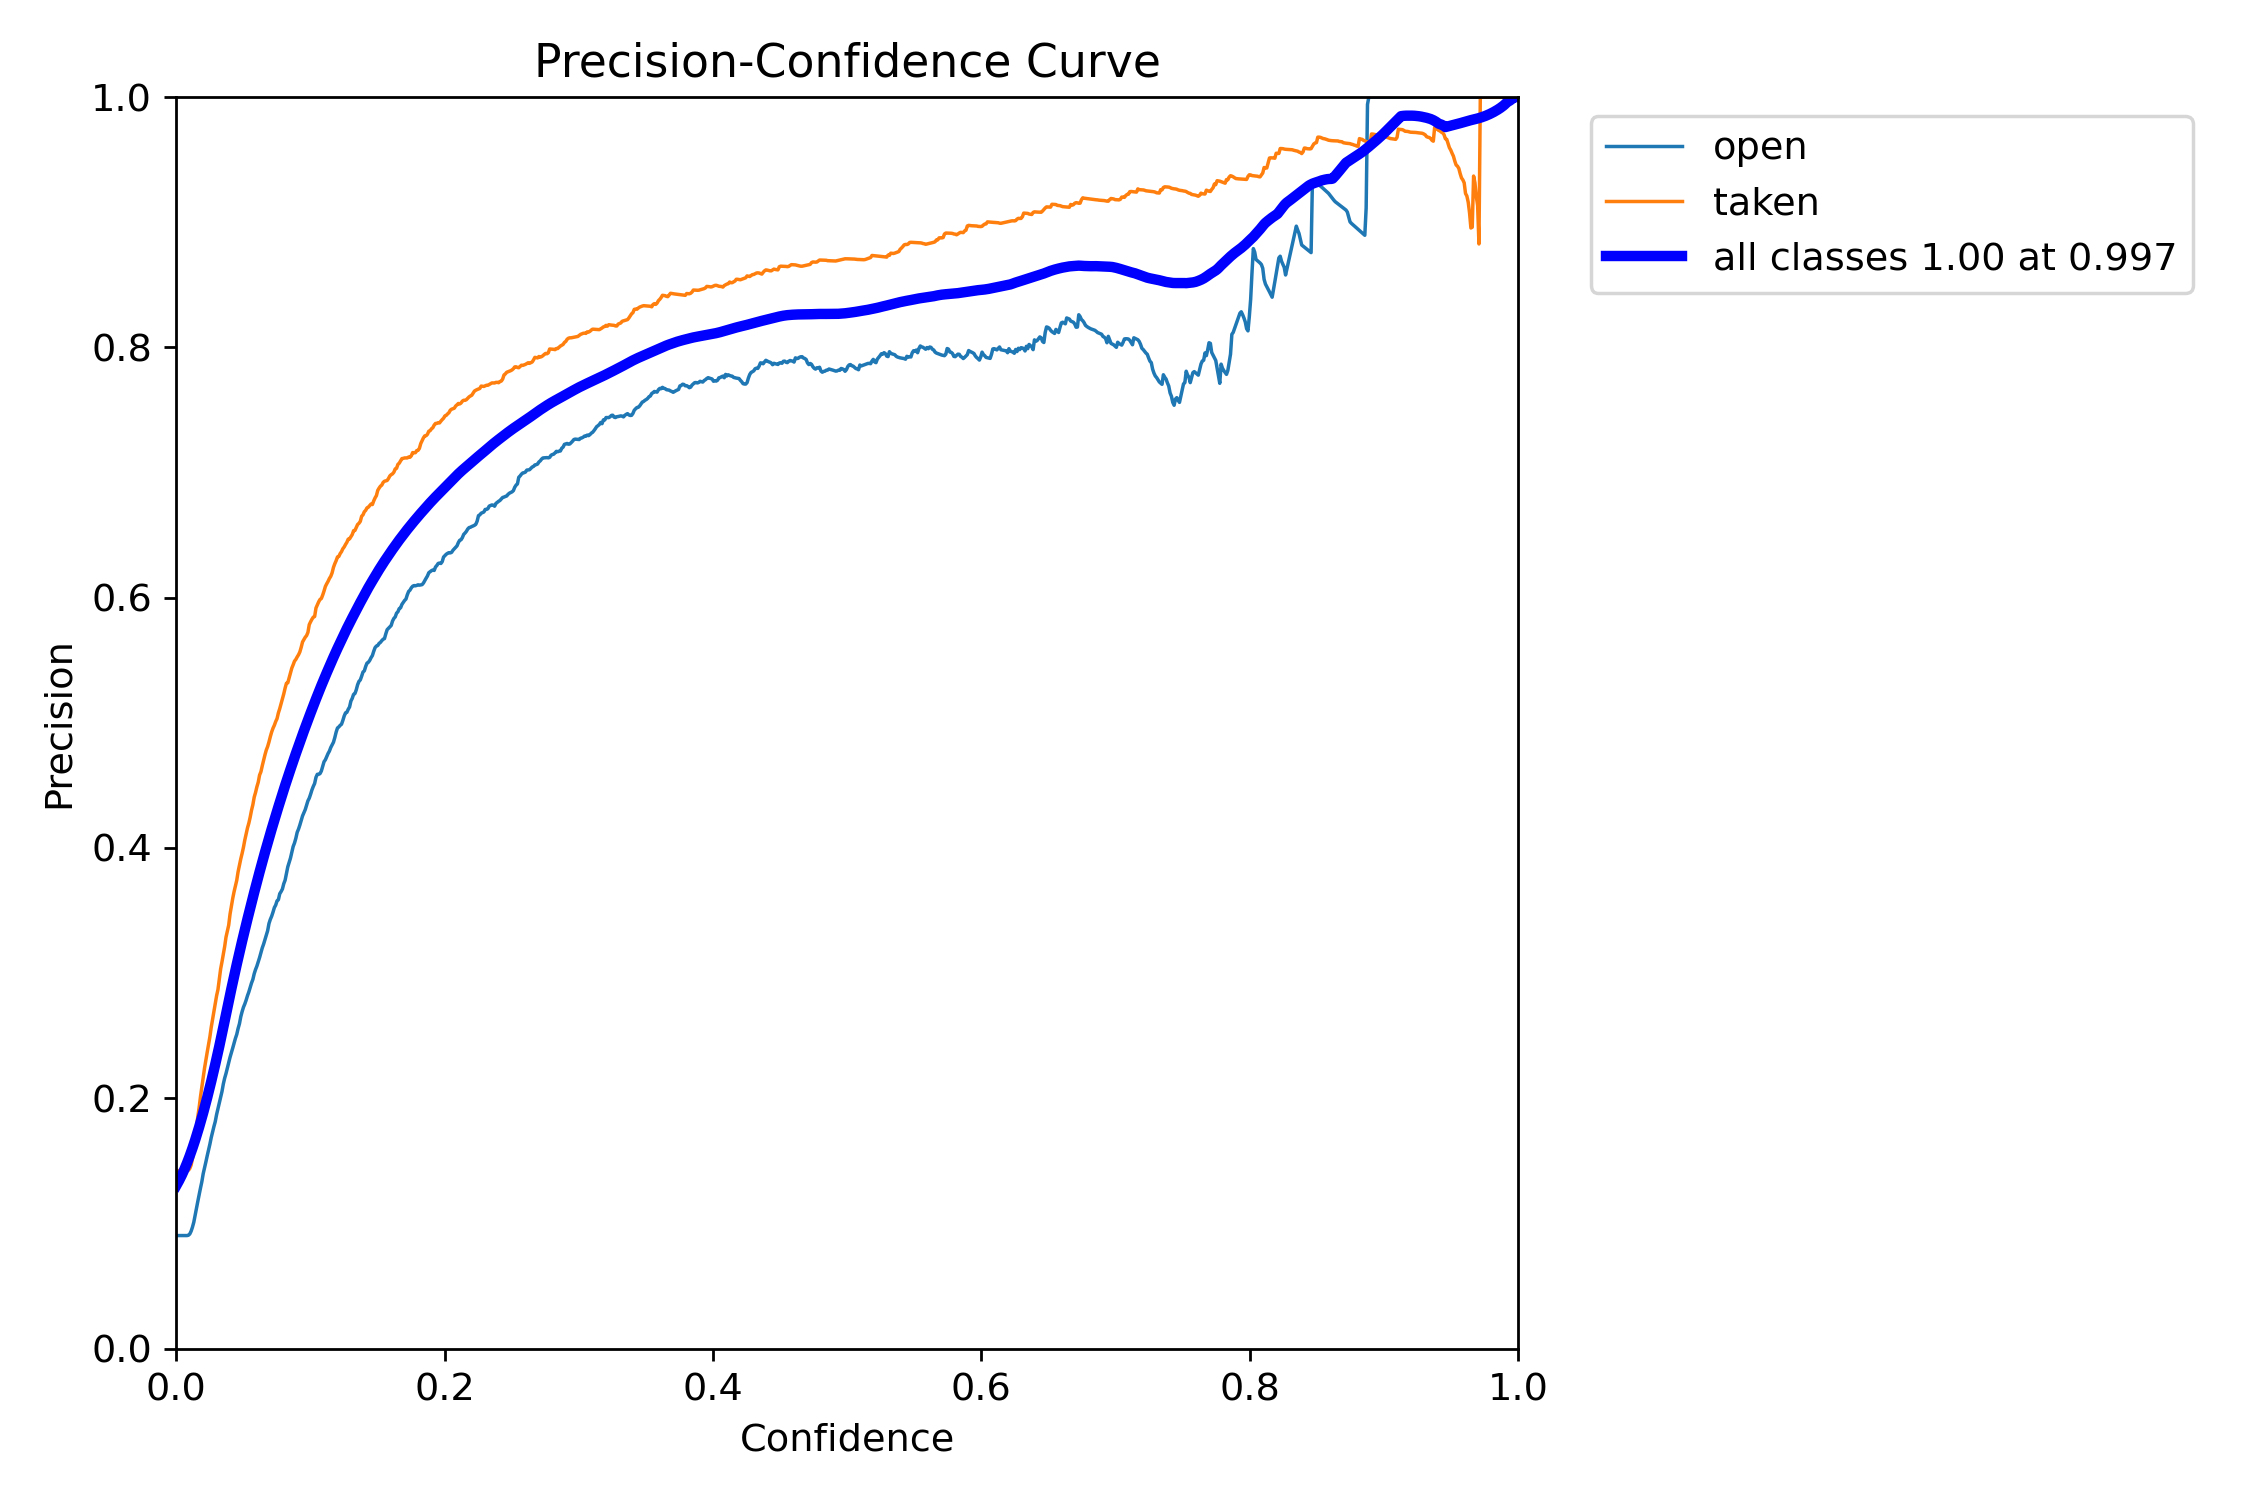 Precision-Confidence Curve
1.0
0.8
0.6
0.4
0.2
0.0
Precision
0.0 0.2 0.4 0.6 0.8 1.0
Confidence
open
taken
all classes 1.00 at 0.997